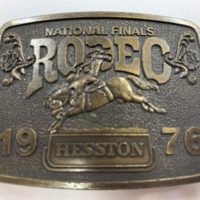 NATIONAL FINALS
RODEO
19 76
HESSTON